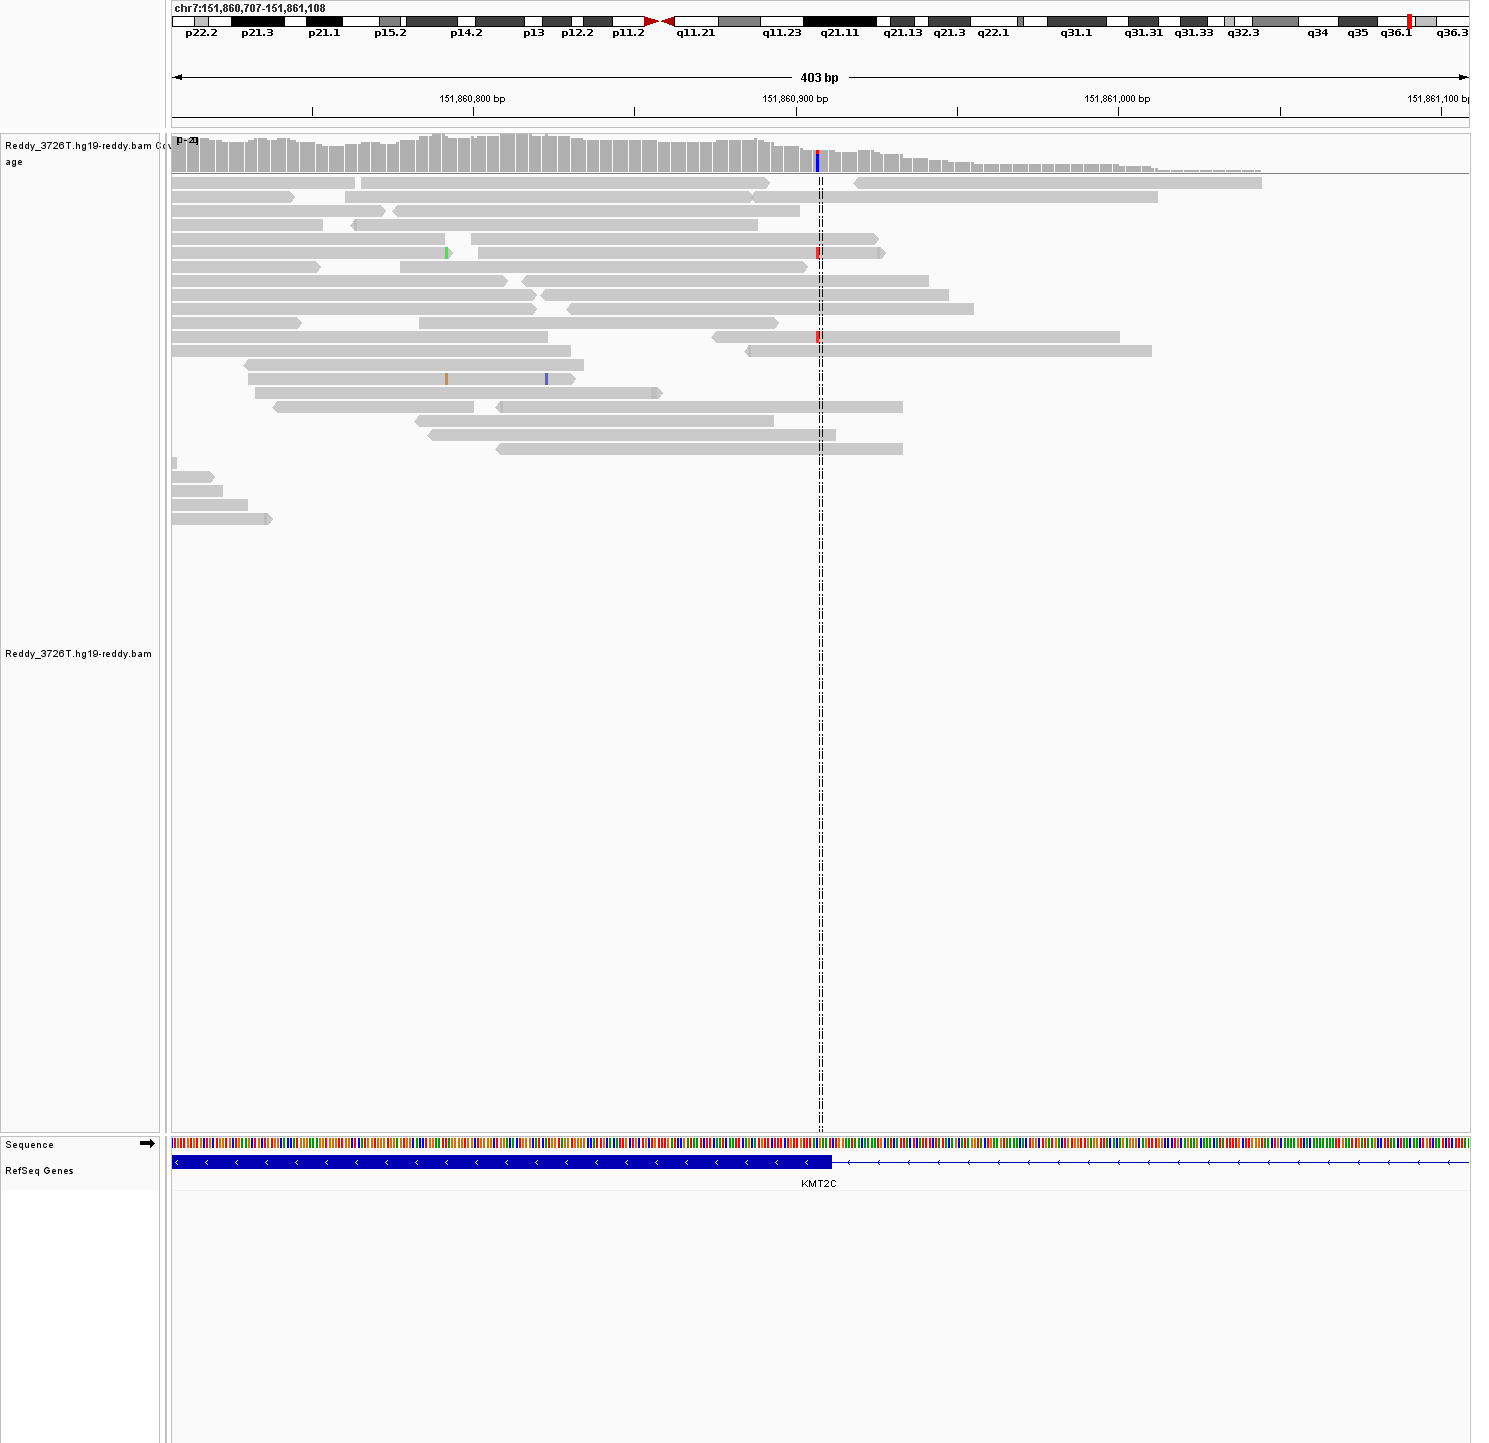 chr7:151,860,707-151,861,108
p22.2 p21.3 p21.1 p15.2 p14.2 p13 p12.2 p11.2 q11.21 q11.23 q21.11 q21.13 q21.3 q22.1 q31.1 q31.31 q31.33 q32.3 q34 q35 q36.1 q36.3
403 bp
151,860,800 bp 151,860,900 bp 151,861,000 bp 151,861,100 bp
Reddy_3726T.hg19-reddy.bam Cov
age
Reddy_3726T.hg19-reddy.bam
Sequence
RefSeq Genes
KMT2C